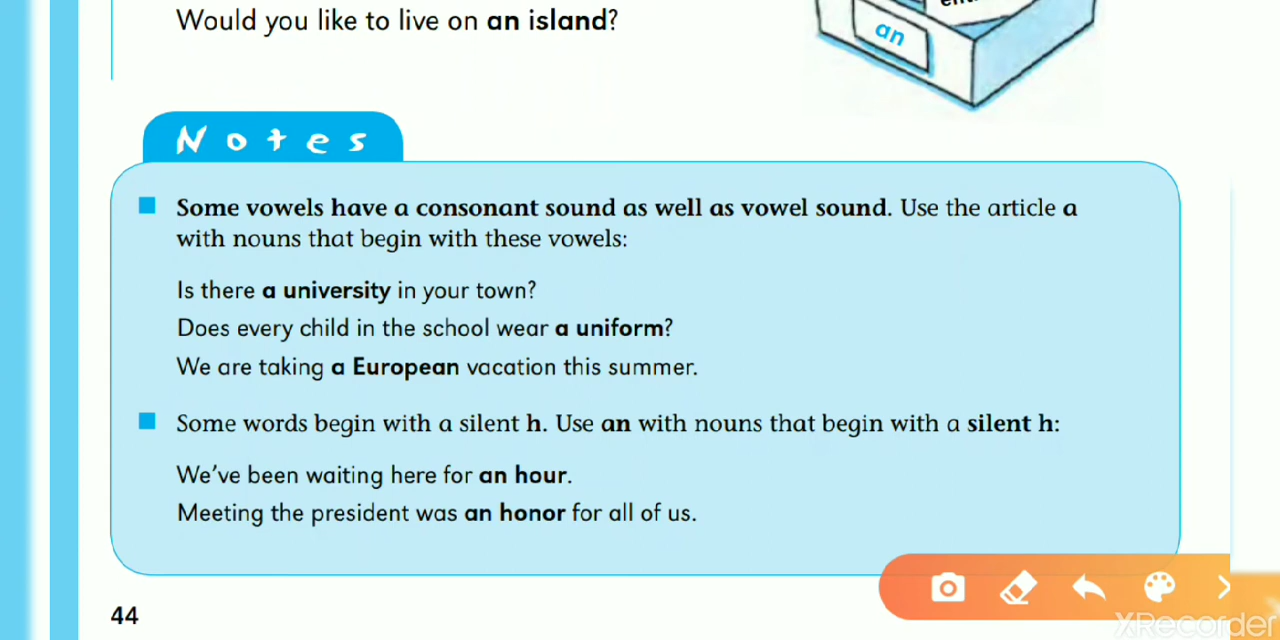 Would you like to live on an island?
an
Notes
Some vowels have a consonant sound as well as vowel sound. Use the article a
with nouns that begin with these vowels:
Is there a university in your town?
Does every child in the school wear a uniform?
We are taking a European vacation this summer.
Some words begin with a silent h. Use an with nouns that begin with a silent h:
We've been waiting here for an hour.
Meeting the president was an honor for all of us.
44
XRecorder